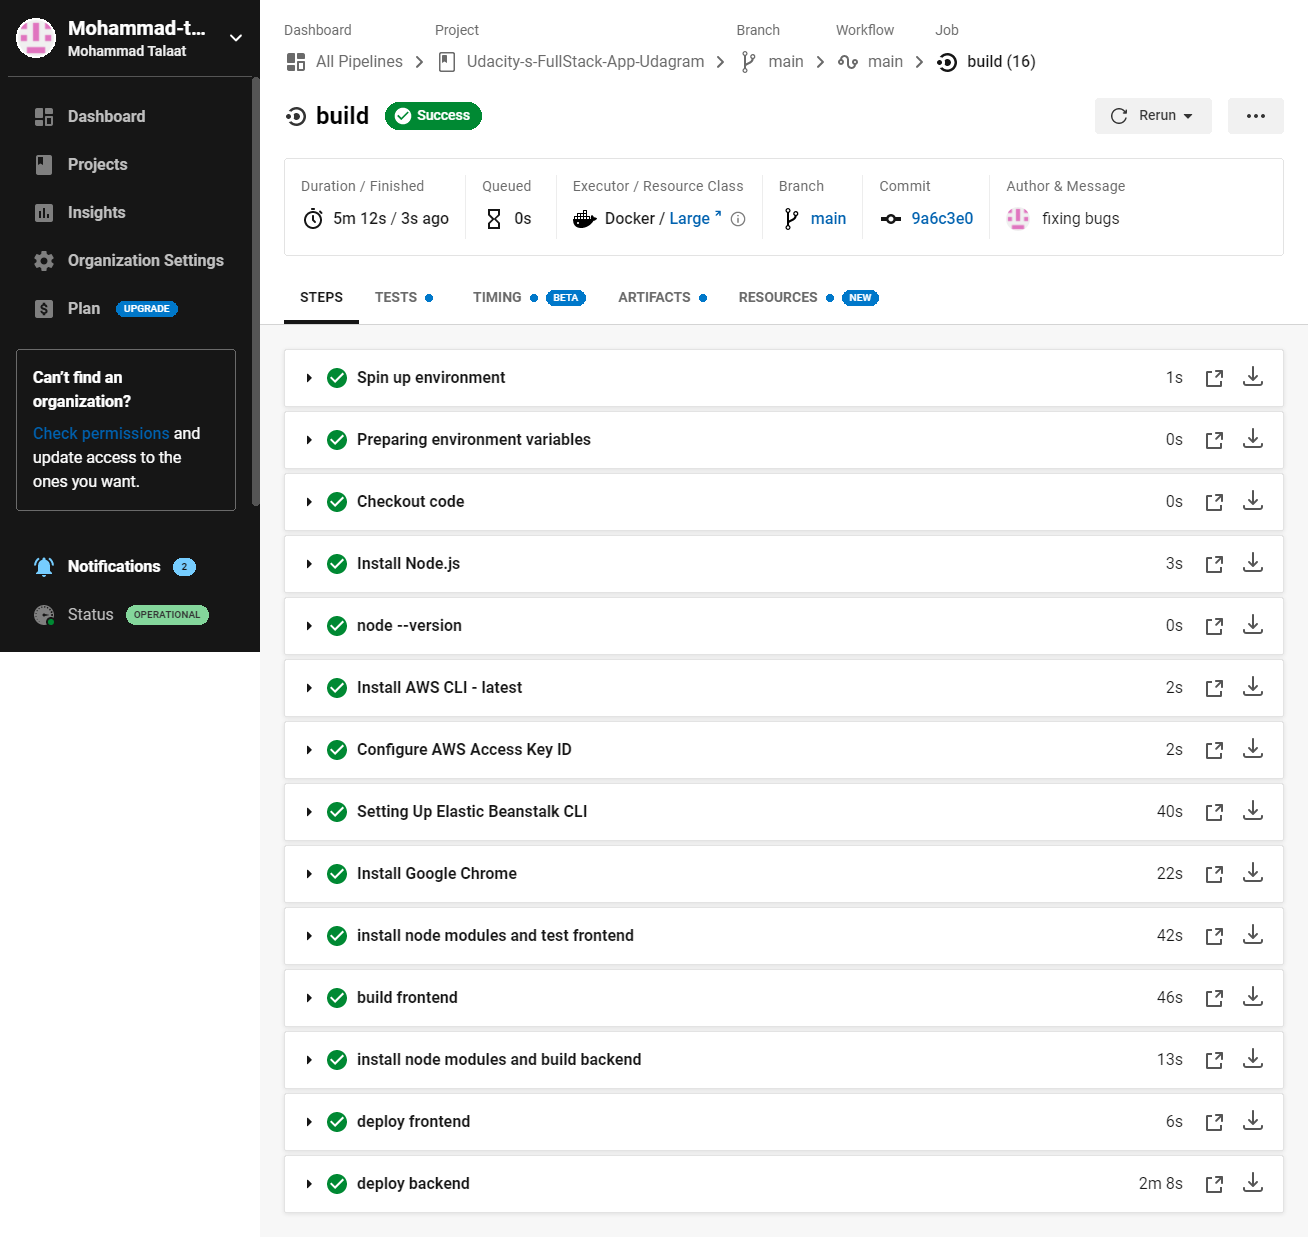 Mohammad-t...
Mohammad Talaat
Dashboard
Projects
Insights
Organization Settings
Plan UPGRADE
Can't find an
organization?
Check permissions and
update access to the
ones you want.
Notifications 2
Status OPERATIONAL
Dashboard Project Branch Workflow Job
All Pipelines Udacity-s-FullStack-App-Udagram main main build (16)
build Success Rerun
Duration / Finished Queued Executor / Resource Class Branch Commit Author & Message
5m 12s / 3s ago 0s Docker / Large main 9a6c3e0 fixing bugs
STEPS TESTS TIMING BETA ARTIFACTS RESOURCES NEW
Spin up environment 1s
Preparing environment variables 0s
Checkout code 0s
Install Node.js 3s
node --version 0s
Install AWS CLI - latest 2s
Configure AWS Access Key ID 2s
Setting Up Elastic Beanstalk CLI 40s
Install Google Chrome 22s
install node modules and test frontend 42s
build frontend 46s
install node modules and build backend 13s
deploy frontend 6s
deploy backend 2m 8s